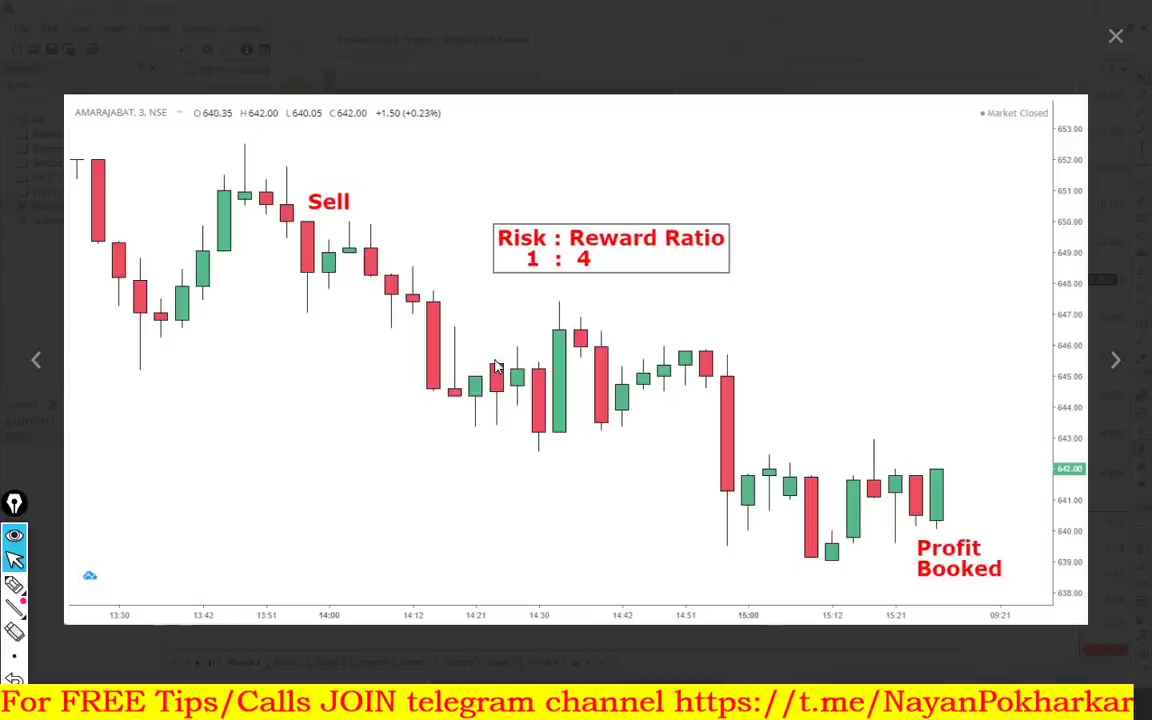 AMARAJABAT, 3, NSE O 640.35 H 642.00 L 640.05 C 642.00 +1.50 (+0.23%)
Market Closed
653.00
652.00
Sell
651.00
650.00
Risk : Reward Ratio
1 : 4
649.00
648.00
647.00
646.00
645.00
644.00
643.00
642.00
641.00
640.00
Profit
Booked
639.00
638.00
13:30 13:42 13:51 14:00 14:12 14:21 14:30 14:42 14:51 15:00 15:12 15:21 09:21
For FREE Tips/Calls JOIN telegram channel https://t.me/NayanPokharkar